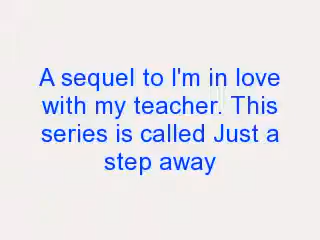 A sequel to I'm in love
with my teacher. This
series is called Just a
step away